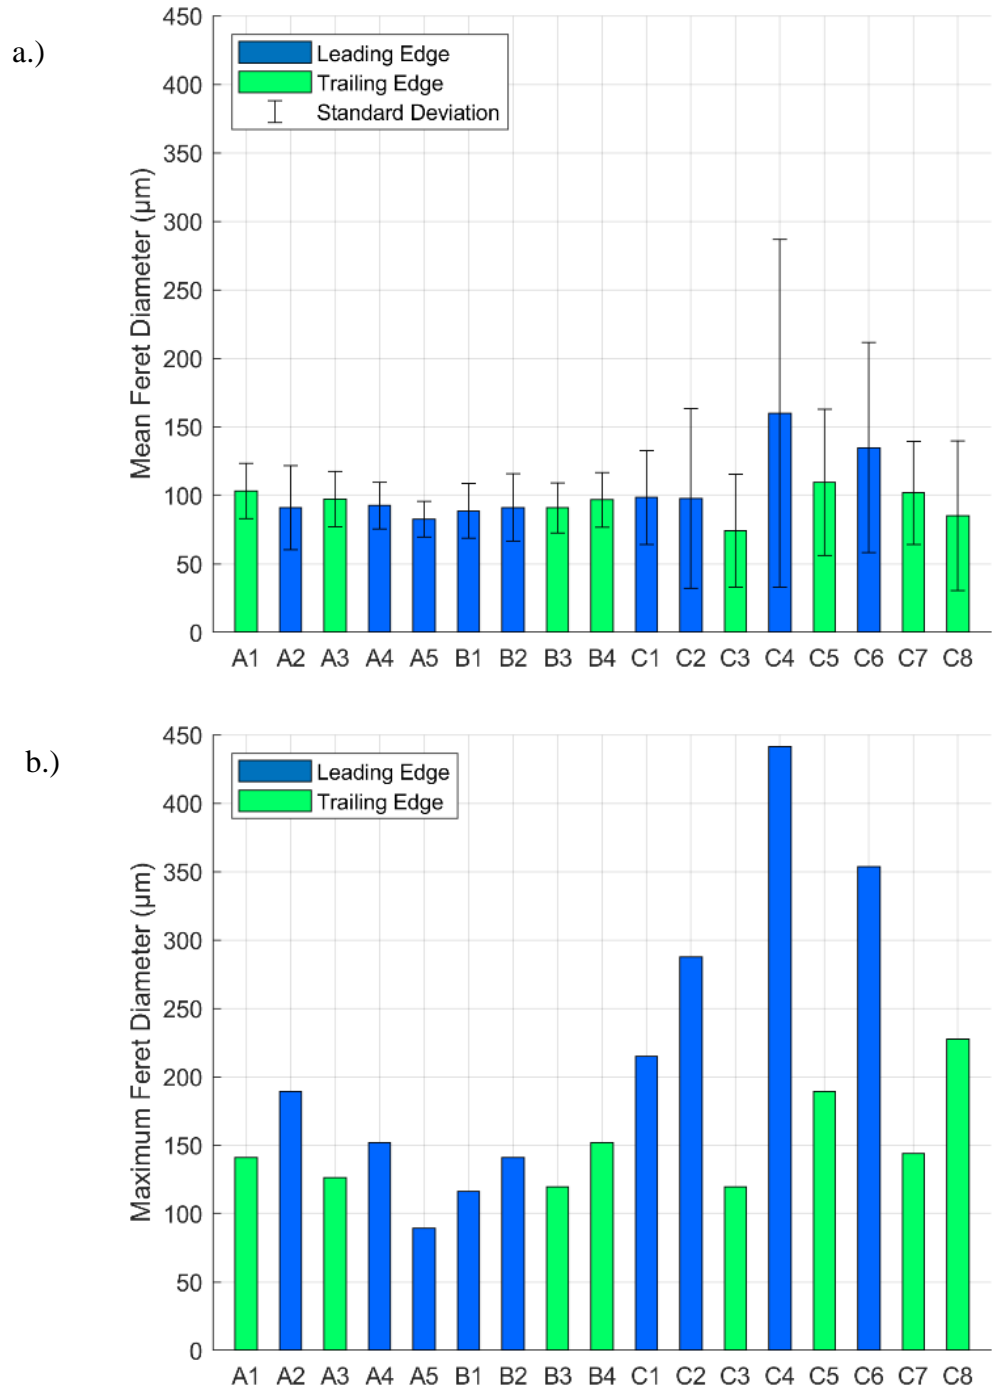 a.)
450
400
350
300
250
200
150
100
50
0
Mean Feret Diameter (µm)
Leading Edge
Trailing Edge
Standard Deviation
A1 A2 A3 A4 A5 B1 B2 B3 B4 C1 C2 C3 C4 C5 C6 C7 C8
b.)
450
400
350
300
250
200
150
100
50
0
Maximum Feret Diameter (µm)
Leading Edge
Trailing Edge
A1 A2 A3 A4 A5 B1 B2 B3 B4 C1 C2 C3 C4 C5 C6 C7 C8